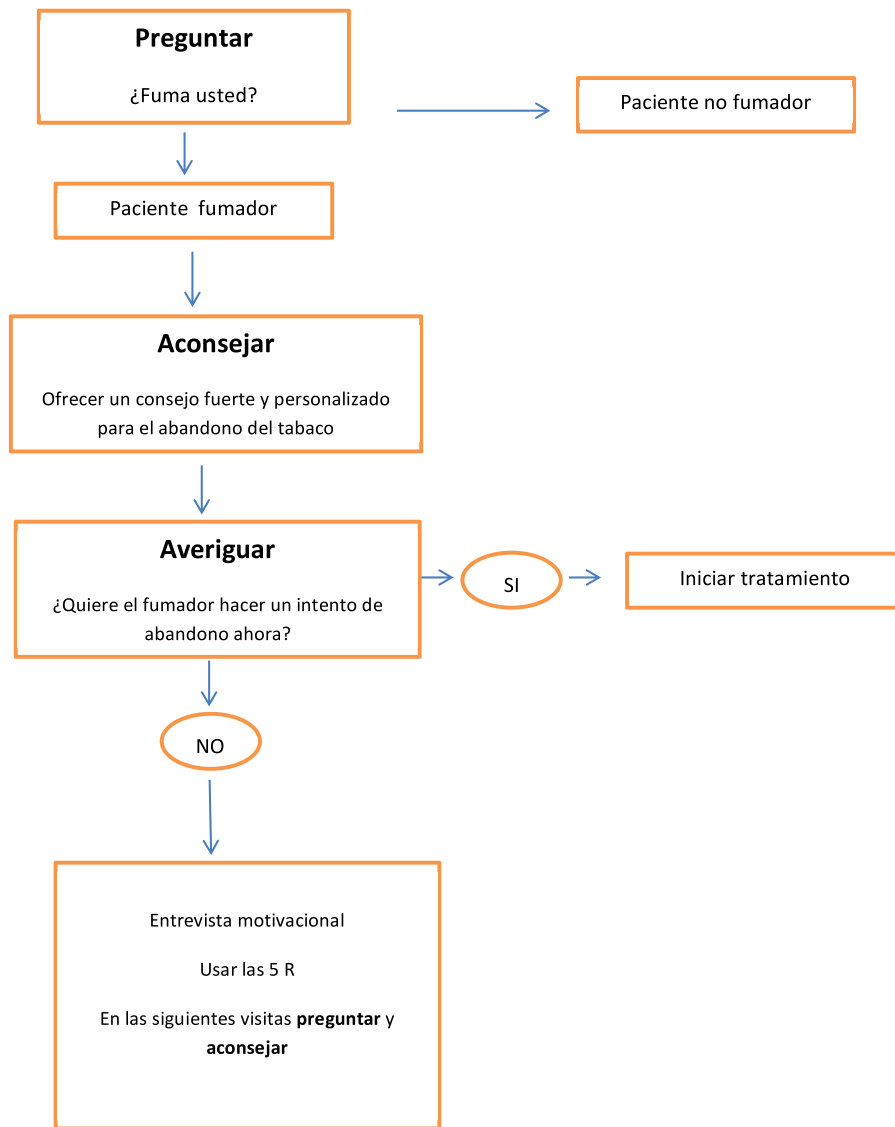 Preguntar
¿Fuma usted?
Paciente no fumador
Paciente fumador
Aconsejar
Ofrecer un consejo fuerte y personalizado
para el abandono del tabaco
Averiguar
¿Quiere el fumador hacer un intento de
abandono ahora?
SI
Iniciar tratamiento
NO
Entrevista motivacional
Usar las 5 R
En las siguientes visitas preguntar y
aconsejar